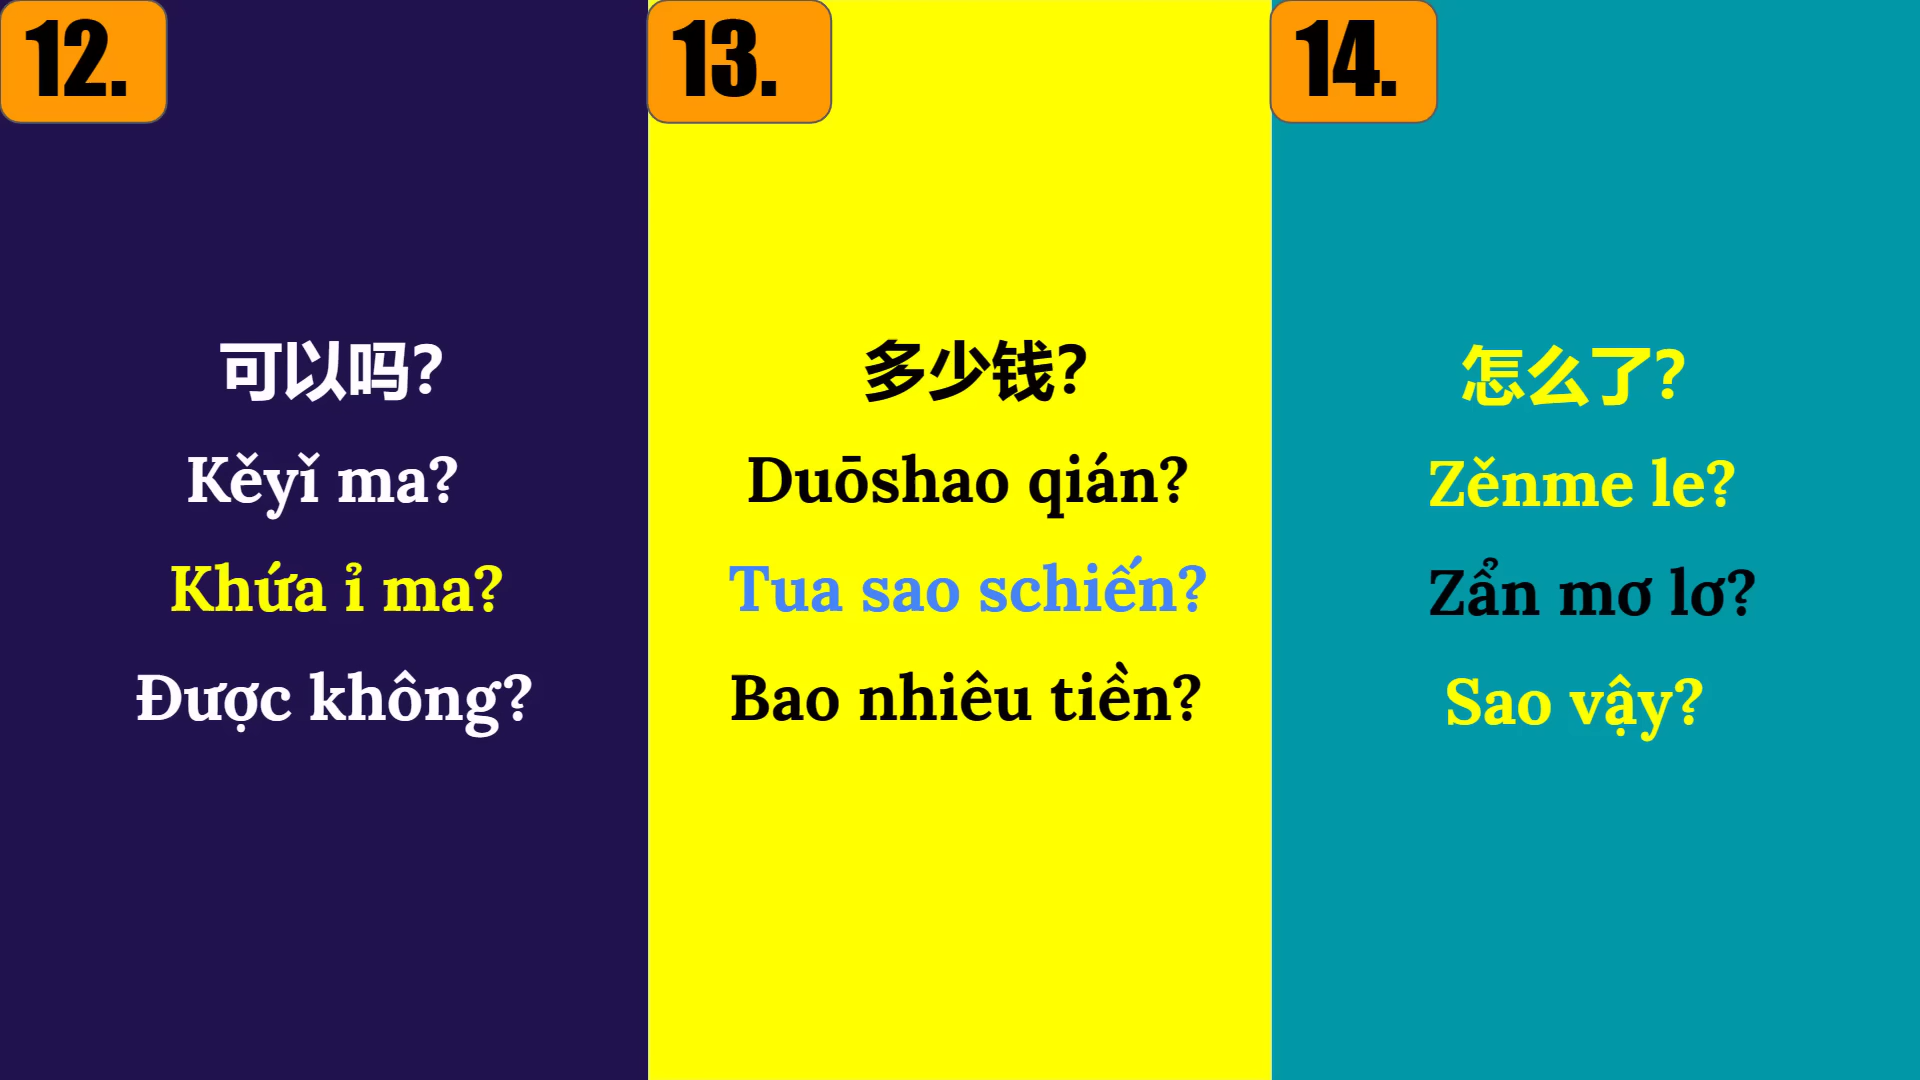 12.
可以吗?
Kěyǐ ma?
Khứa ỉ ma?
Được không?
13.
多少钱?
Duōshao qián?
Tua sao schiến?
Bao nhiêu tiền?
14.
怎么了?
Zěnme le?
Zẩn mơ lơ?
Sao vậy?